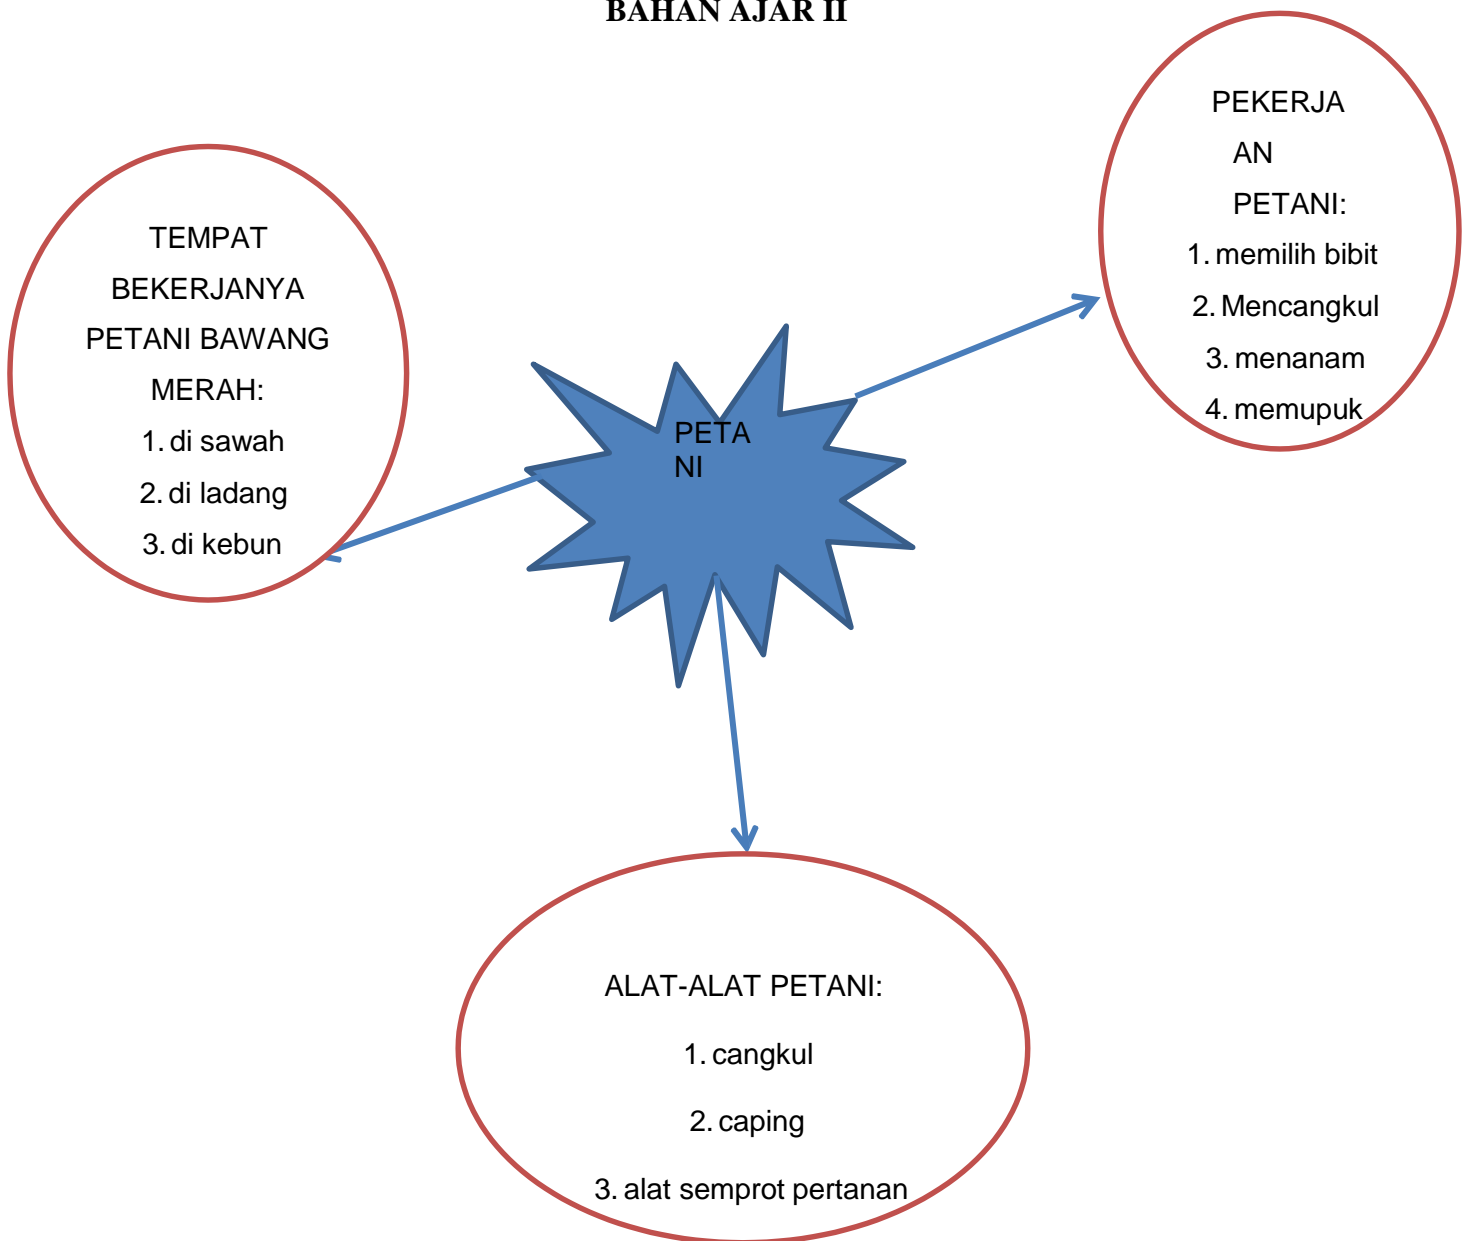 BAHAN AJAR II
PEKERJA
AN
PETANI:
1. memilih bibit
2. Mencangkul
3. menanam
4. memupuk
TEMPAT
BEKERJANYA
PETANI BAWANG
MERAH:
1. di sawah
2. di ladang
3. di kebun
PETA
NI
ALAT-ALAT PETANI:
1. cangkul
2. caping
3. alat semprot pertanan